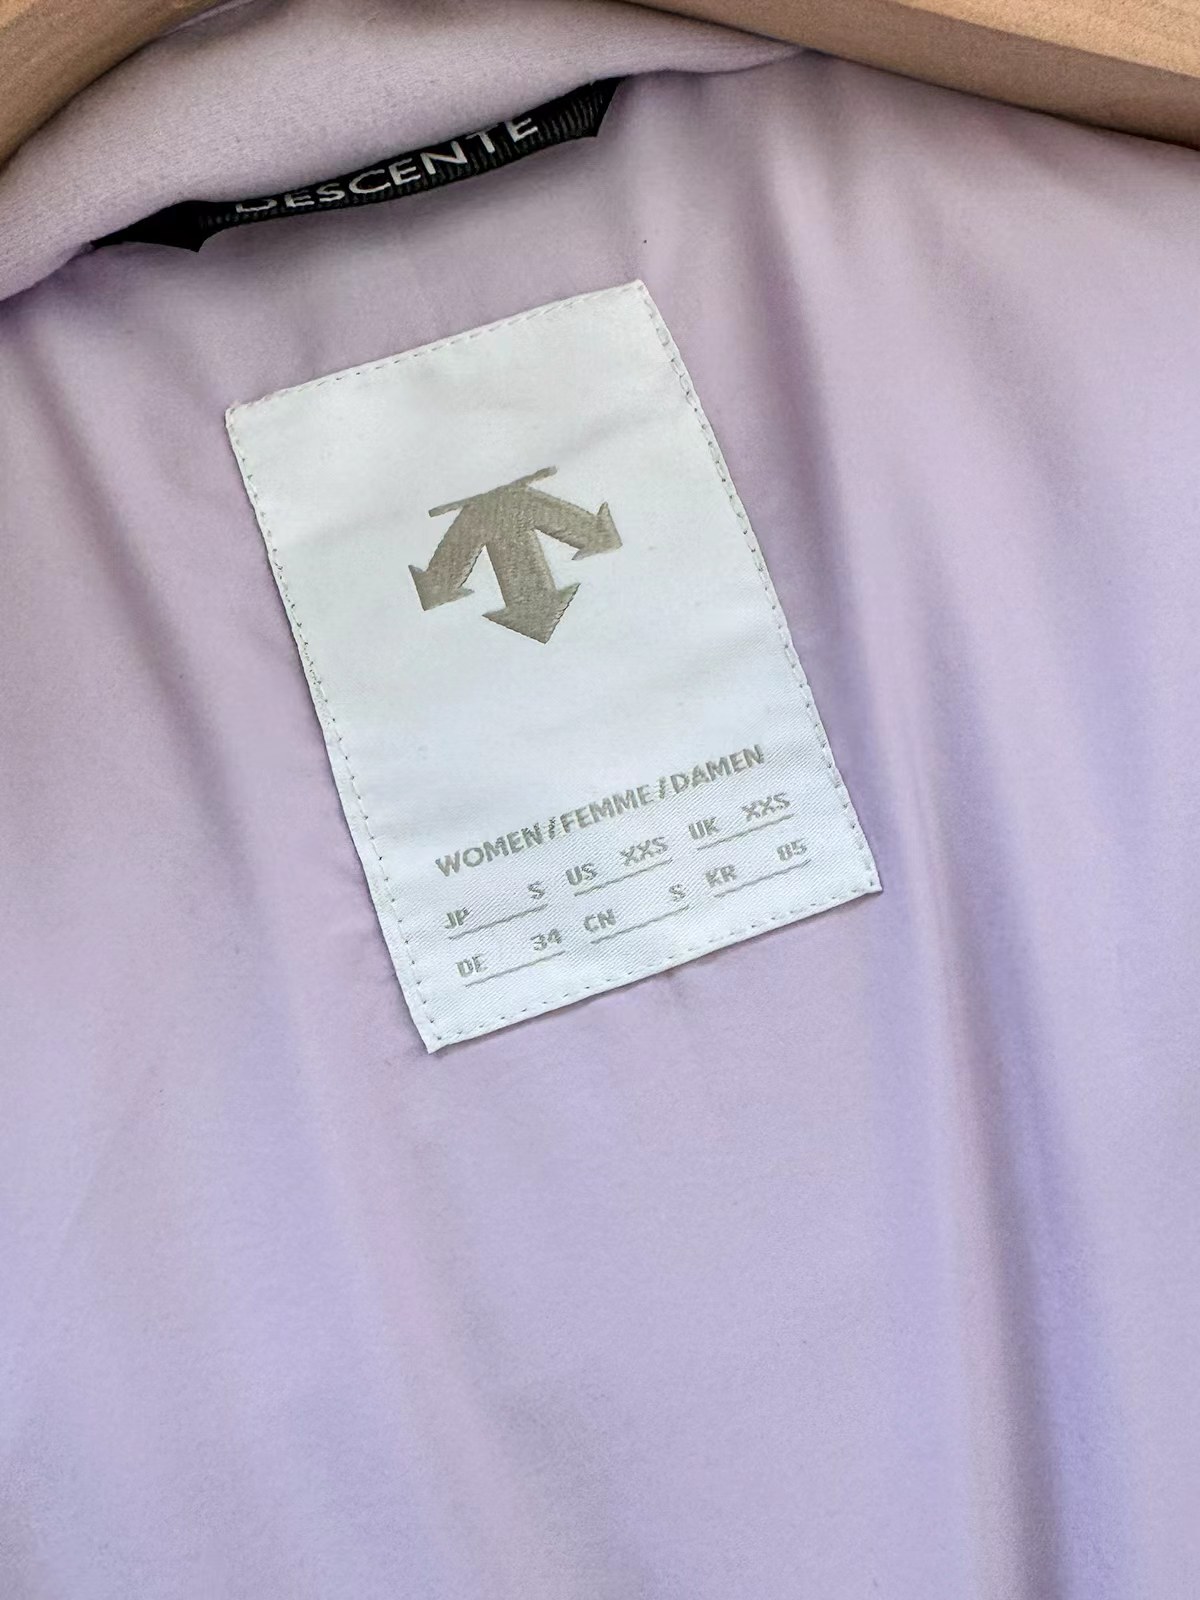 DESCENTE
WOMEN/FEMME/DAMEN
JP S US XXS UK XXS
DE 34 CN S KR 85